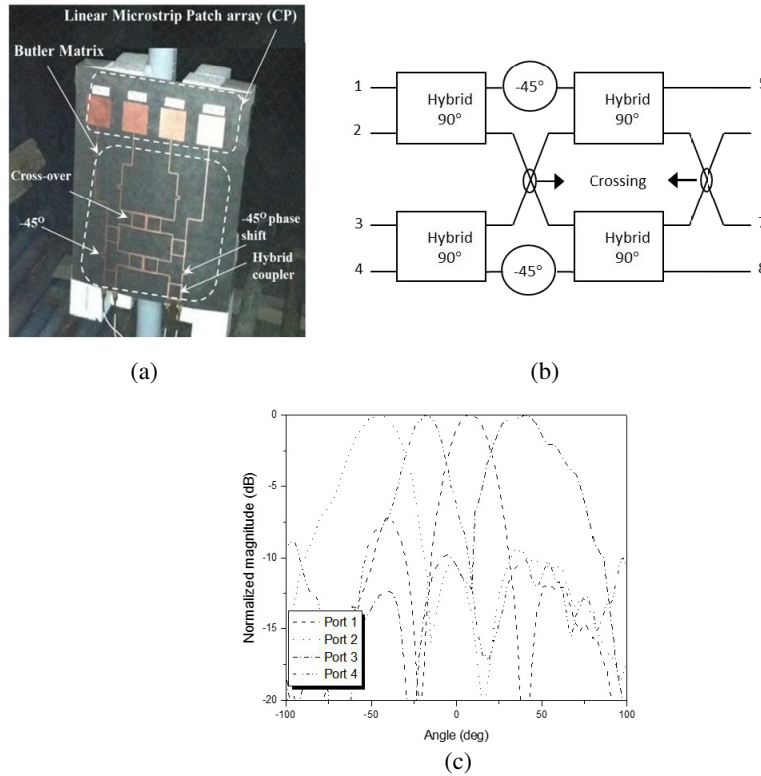 Linear Microstrip Patch array (CP)
Butler Matrix
Cross-over
-45°
-45° phase
shift
Hybrid
coupler
(a)
1
2
3
4
Hybrid
90°
-45°
Hybrid
90°
Crossing
Hybrid
90°
-45°
Hybrid
90°
7
8
(b)
Normalized magnitude (dB)
0
-5
-10
-15
-20
-100
-50
0
50
100
Angle (deg)
Port 1
Port 2
Port 3
Port 4
(c)